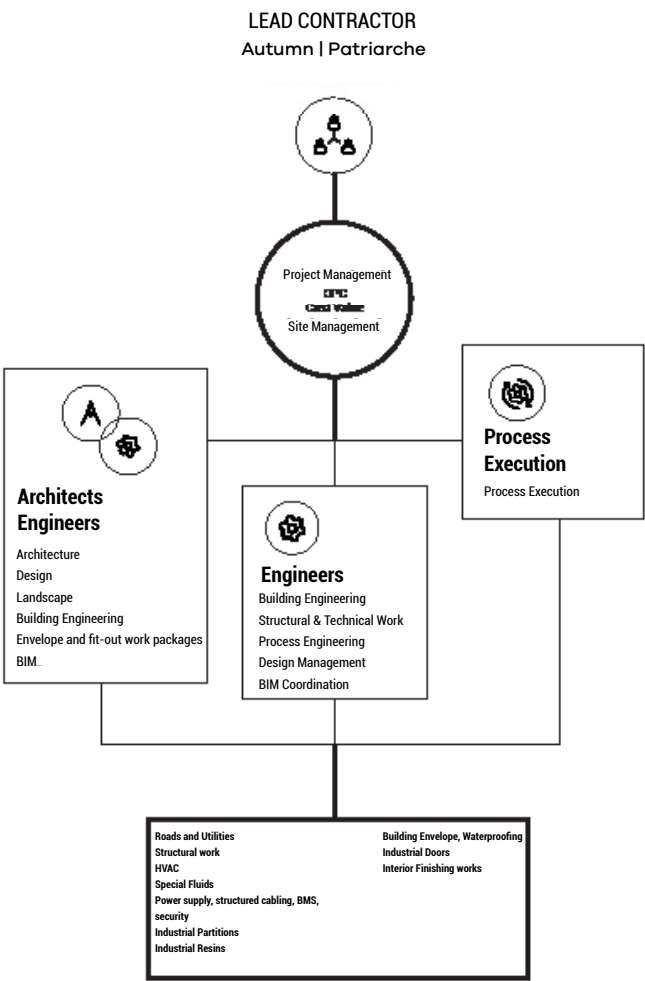 LEAD CONTRACTOR
Autumn | Patriarche
Project Management
Site Management
Process
Execution
Process Execution
Architects
Engineers
Architecture
Design
Landscape
Building Engineering
Envelope and fit-out work packages
BIM
Engineers
Building Engineering
Structural & Technical Work
Process Engineering
Design Management
BIM Coordination
Roads and Utilities
Structural work
HVAC
Special Fluids
Power supply, structured cabling, BMS,
security
Industrial Partitions
Industrial Resins
Building Envelope, Waterproofing
Industrial Doors
Interior Finishing works